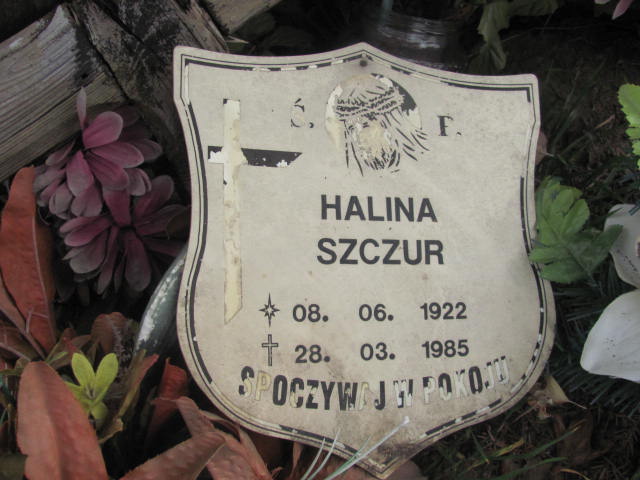 Ś. P.
HALINA
SZCZUR
08. 06. 1922
28. 03. 1985
SPOCZYWAJ W POKOJU